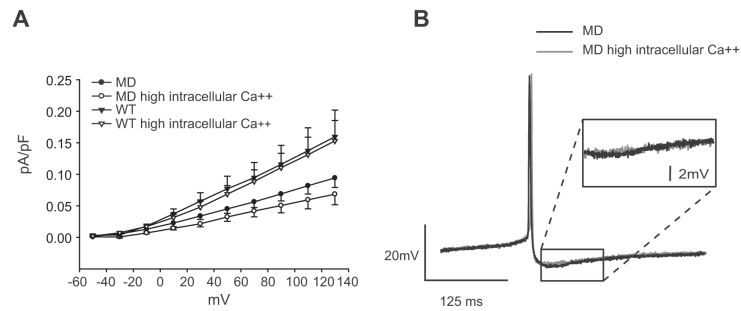 A
MD
MD high intracellular Ca++
WT
WT high intracellular Ca++
pA/pF
0.25
0.20
0.15
0.10
0.05
0.00
-60 -40 -20 0 20 40 60 80 100 120 140
mV
B
MD
MD high intracellular Ca++
2mV
20mV
125 ms